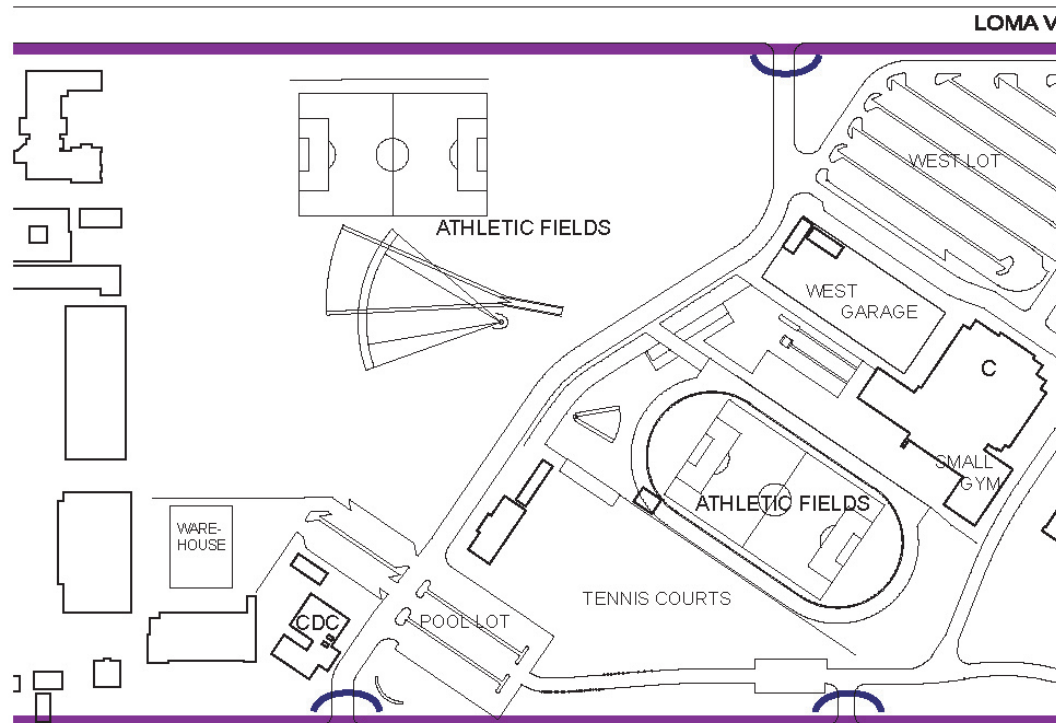 LOMA V
WEST LOT
ATHLETIC FIELDS
WEST
GARAGE
C
SMALL
GYM
ATHLETIC FIELDS
WARE-
HOUSE
TENNIS COURTS
CDC
POOL LOT